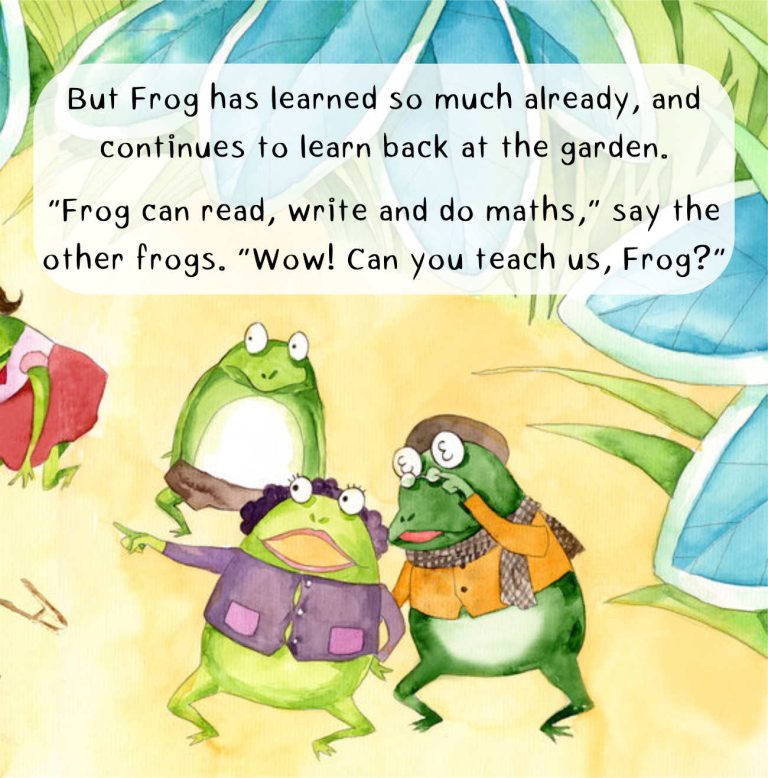 But Frog has learned so much already, and
continues to learn back at the garden.
"Frog can read, write and do maths," say the
other frogs. "Wow! Can you teach us, Frog?"